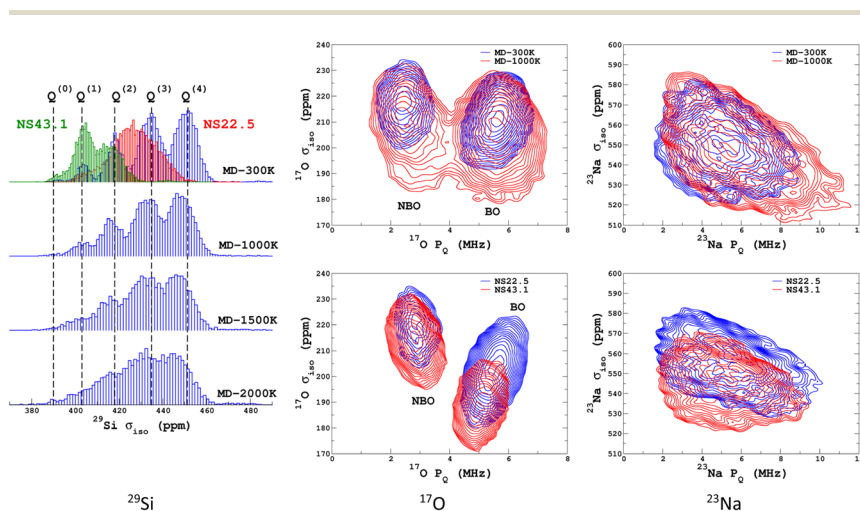 Q(0) Q(1) Q(2) Q(3) Q(4)
NS43.1
NS22.5
MD-300K
MD-1000K
MD-1500K
MD-2000K
380 400 420 440 460 480
29Si σiso (ppm)
29Si
240
230
220
210
200
190
180
17O σiso (ppm)
MD-300K
MD-1000K
NBO
BO
0 2 4 6 8
17O PQ (MHz)
240
230
220
210
200
190
180
170
17O σiso (ppm)
NS22.5
NS43.1
BO
NBO
0 2 4 6 8
17O PQ (MHz)
17O
600
590
580
570
560
550
540
530
520
510
23Na σiso (ppm)
MD-300K
MD-1000K
0 2 4 6 8 10 12
23Na PQ (MHz)
600
590
580
570
560
550
540
530
520
510
23Na σiso (ppm)
NS22.5
NS43.1
0 2 4 6 8 10 12
23Na PQ (MHz)
23Na